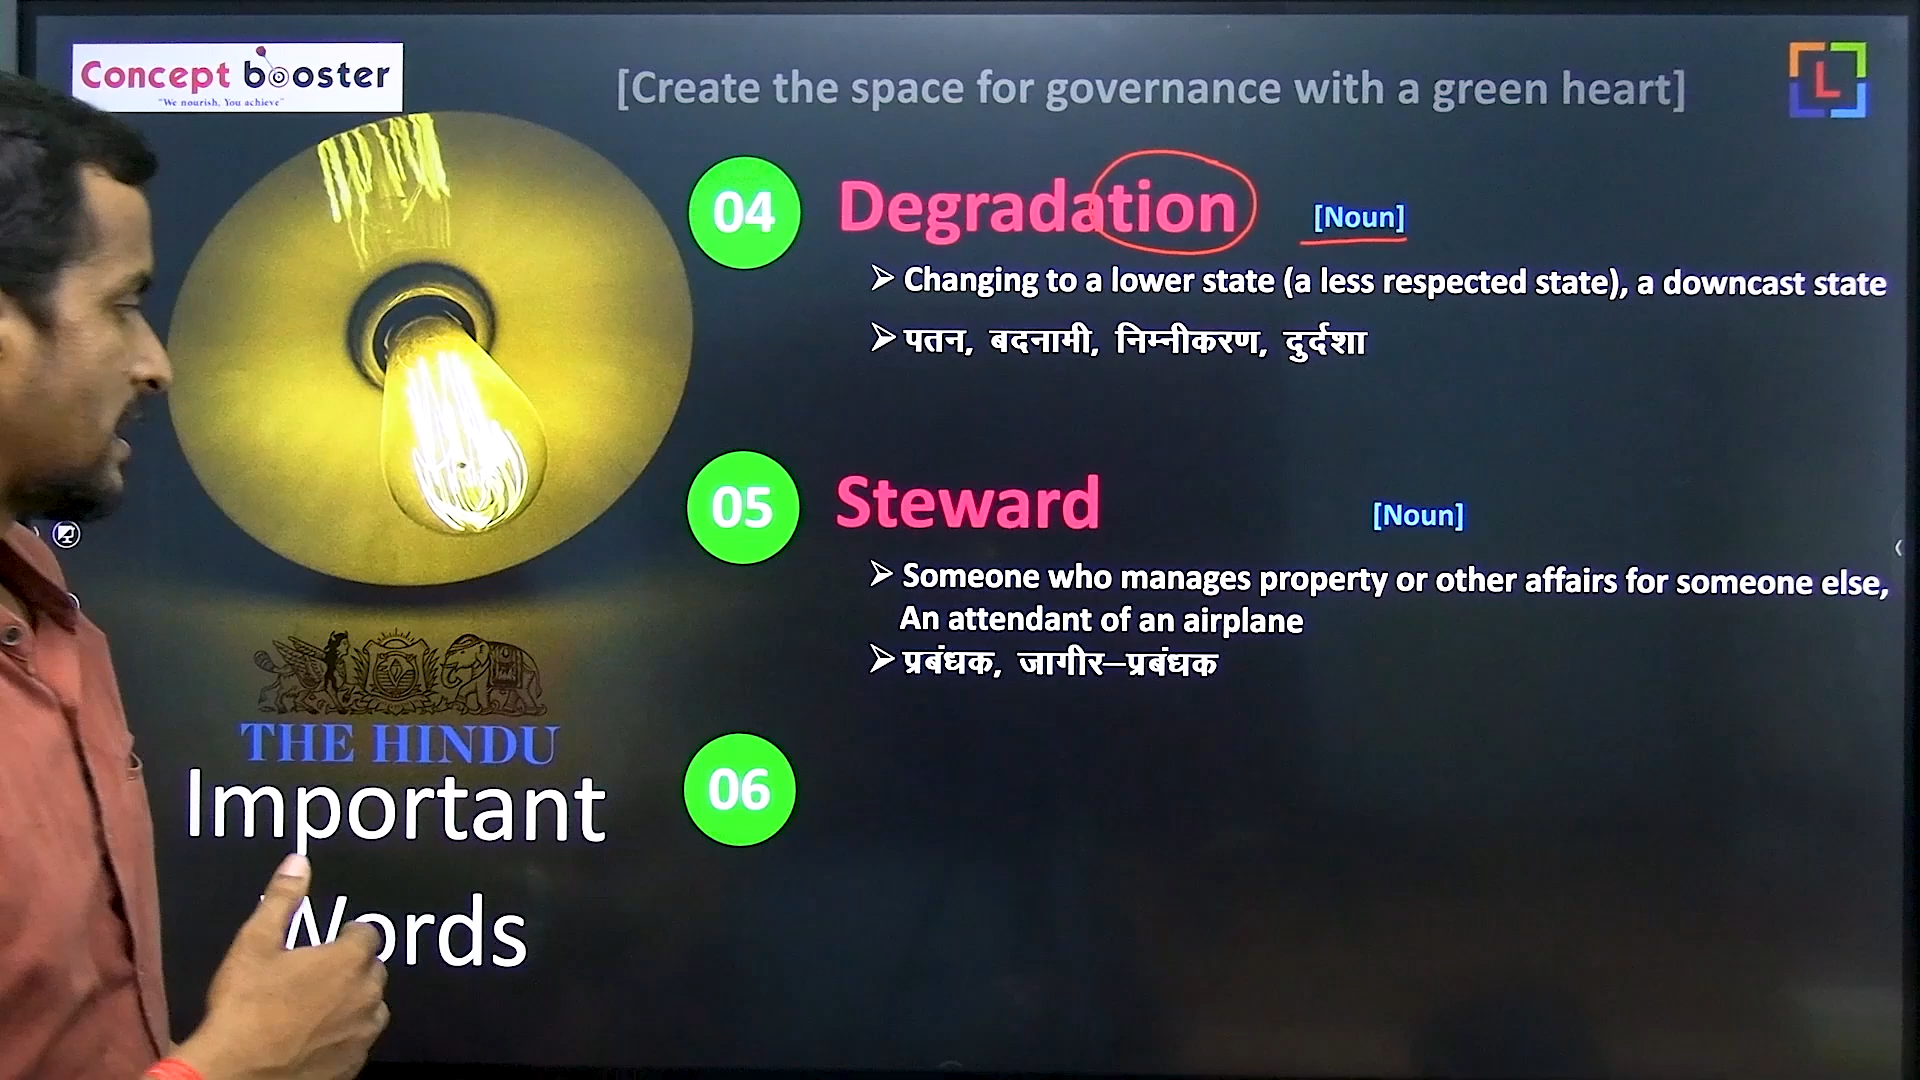 Concept booster
"We nourish, You achieve"
[Create the space for governance with a green heart]
L
04
Degradation [Noun]
Changing to a lower state (a less respected state), a downcast state
पतन, बदनामी, निम्नीकरण, दुर्दशा
05
Steward [Noun]
Someone who manages property or other affairs for someone else,
An attendant of an airplane
प्रबंधक, जागीर–प्रबंधक
THE HINDU
Important
Words
06